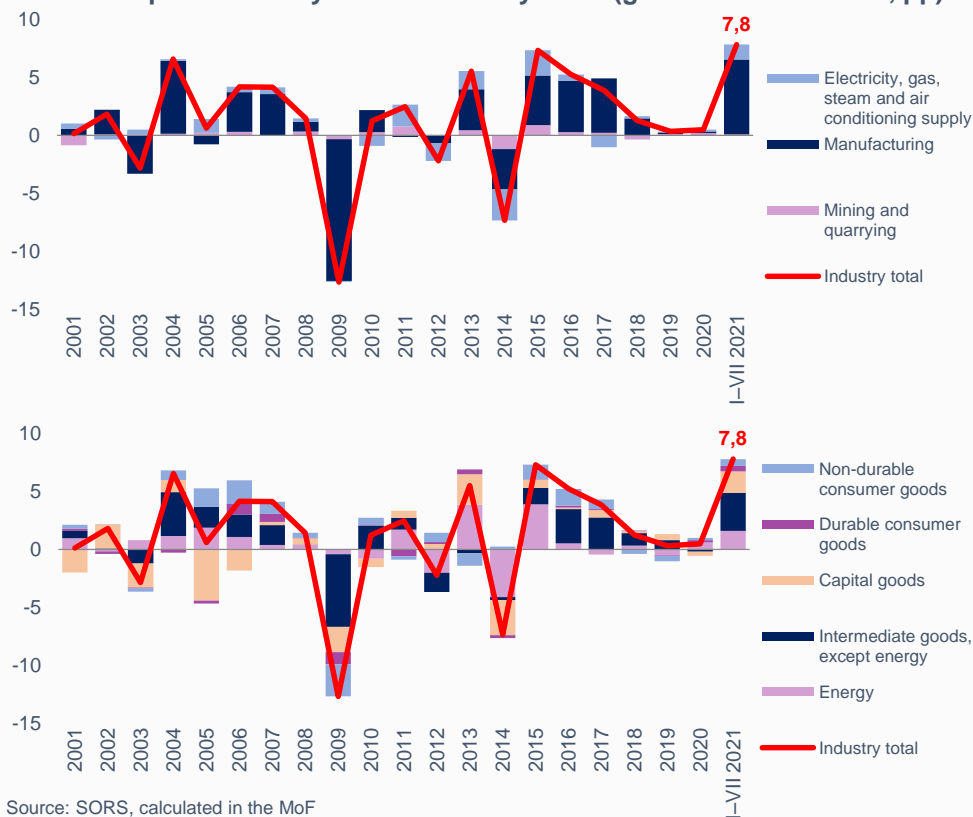 10
5
0
-5
-10
-15
7,8
2001
2002
2003
2004
2005
2006
2007
2008
2009
2010
2011
2012
2013
2014
2015
2016
2017
2018
2019
2020
I–VII 2021
Electricity, gas,
steam and air
conditioning supply
Manufacturing
Mining and
quarrying
Industry total
10
5
0
-5
-10
-15
7,8
2001
2002
2003
2004
2005
2006
2007
2008
2009
2010
2011
2012
2013
2014
2015
2016
2017
2018
2019
2020
I–VII 2021
Non-durable
consumer goods
Durable consumer
goods
Capital goods
Intermediate goods,
except energy
Energy
Industry total
Source: SORS, calculated in the MoF